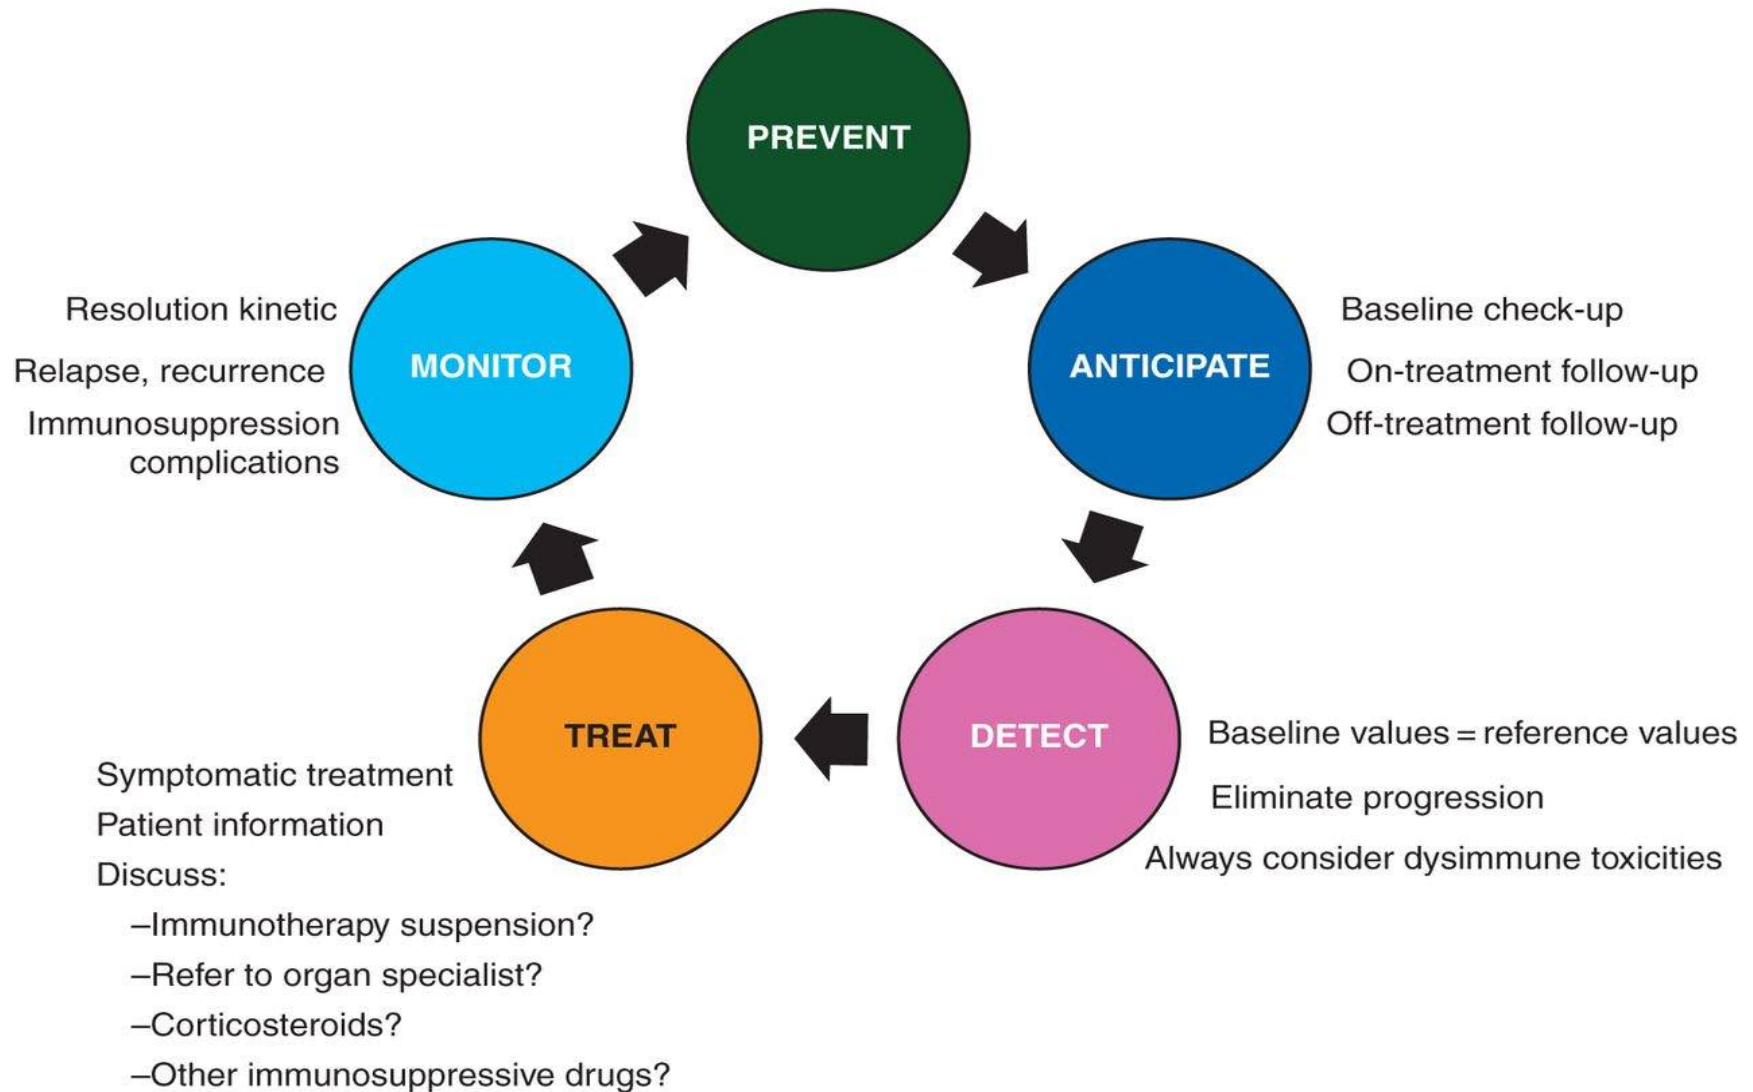 PREVENT
ANTICIPATE
Baseline check-up
On-treatment follow-up
Off-treatment follow-up
DETECT
Baseline values = reference values
Eliminate progression
Always consider dysimmune toxicities
TREAT
Symptomatic treatment
Patient information
Discuss:
–Immunotherapy suspension?
–Refer to organ specialist?
–Corticosteroids?
–Other immunosuppressive drugs?
MONITOR
Resolution kinetic
Relapse, recurrence
Immunosuppression
complications